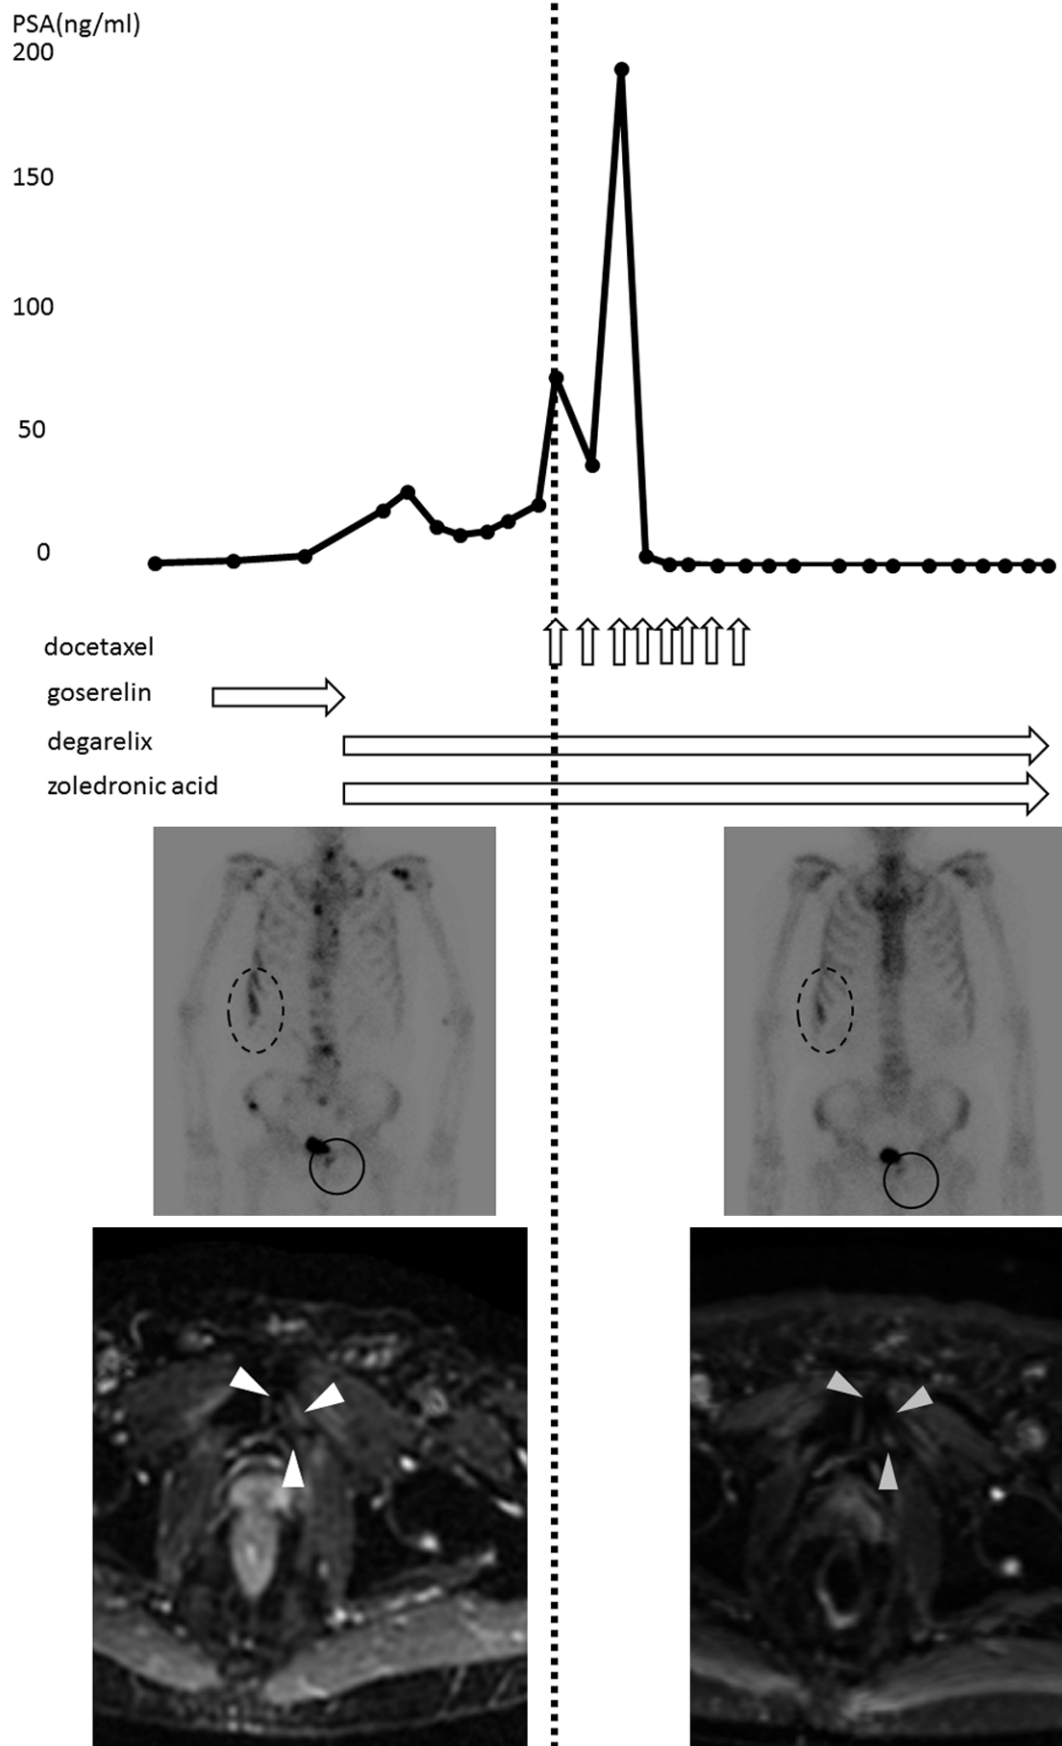 PSA(ng/ml)
200
150
100
50
0
docetaxel
goserelin
degarelix
zoledronic acid